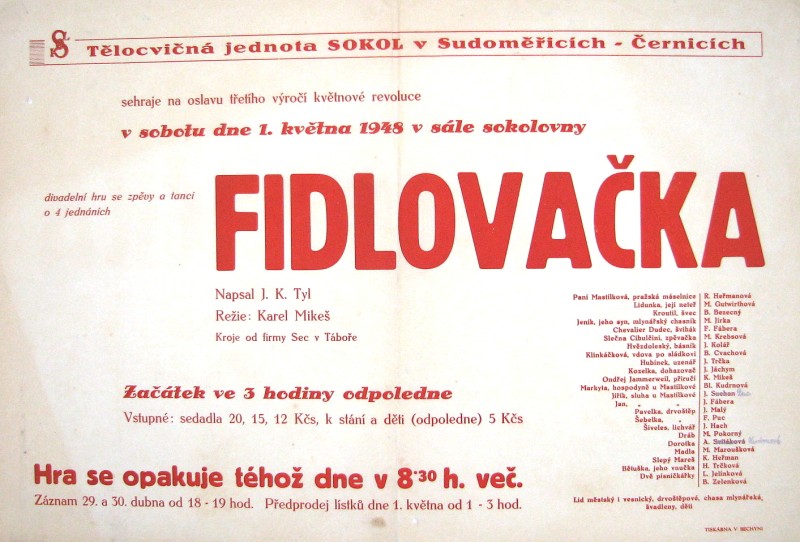 Tělocvičná jednota SOKOL v Sudoměřicích - Černicích
sehraje na oslavu třetího výročí květnové revoluce
v sobotu dne 1. května 1948 v sále sokolovny
divadelní hru se zpěvy a tanci
o 4 jednáních
FIDLOVAČKA
Napsal J. K. Tyl
Režie: Karel Mikeš
Kroje od firmy Sec v Táboře
Začátek ve 3 hodiny odpoledne
Vstupné: sedadla 20, 15, 12 Kčs, k stání a děti (odpoledne) 5 Kčs
Hra se opakuje téhož dne v 8·30 h. več.
Záznam 29. a 30. dubna od 18 - 19 hod. Předprodej lístků dne 1. května od 1 - 3 hod.
Paní Mastílková, pražská máselnice R. Heřmanová
Lidunka, její neteř M. Gutwirthová
Kroutil, švec B. Bezecný
Jeník, jeho syn, mlynářský chasník M. Jirka
Chevalier Dudec, švihák F. Fábera
Slečna Cibulčini, zpěvačka M. Krebsová
Hvězdoleský, básník J. Kolář
Klinkáčková, vdova po sládkovi B. Cvachová
Hubínek, uzenář J. Trčka
Kozelka, dohazovač J. Jáchym
Ondřej Jammerweil, příručí K. Mikeš
Markyta, hospodyně u Mastílkové Bl. Kudrnová
Jiřík, sluha u Mastílkové J. Souhan
Jan, „ „ J. Fábera
Pavelka, drvoštěp J. Malý
Šebelka, „ F. Puc
Šiveles, lichvář J. Hach
Dráb M. Pokorný
Dorotka A. Svitáková
Madla M. Maroušková
Slepý Mareš K. Heřman
Bětuška, jeho vnučka H. Trčková
Dvě písničkářky L. Jelínková
B. Zelenková
Lid městský i vesnický, drvoštěpové, chasa mlynářská,
švadleny, děti
TISKÁRNA V BECHYNI